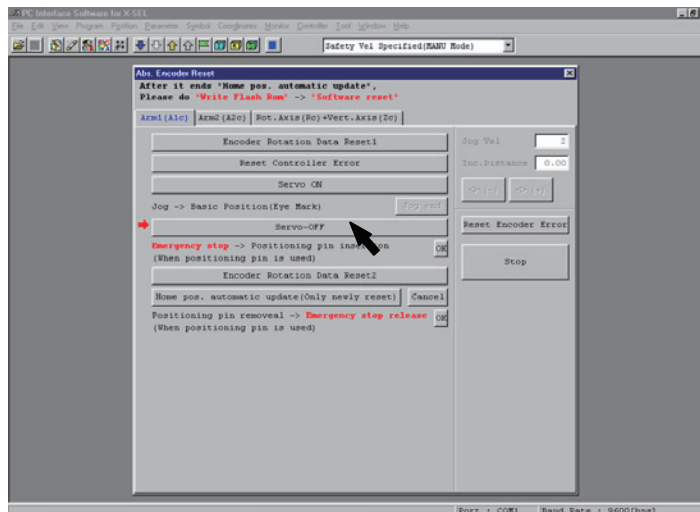 PC Interface Software for X-SEL
File Edit View Program Position Parameter Symbol Coordinates Monitor Controller Tool Window Help
Safety Vel Specified(MANU Mode)
Abs. Encoder Reset
After it ends "Home pos. automatic update",
Please do "Write Flash Rom" -> "Software reset"
Arm1(A1c) Arm2(A2c) Rot.Axis(Rc)+Vert.Axis(Zc)
Encoder Rotation Data Reset1
Jog Vel 2
Reset Controller Error
Inc.Distance 0.00
Servo ON
Jog -> Basic Position(Eye Mark) Jog end
Servo-OFF
Reset Encoder Error
Emergency stop -> Positioning pin insertion OK
(When positioning pin is used)
Stop
Encoder Rotation Data Reset2
Home pos. automatic update(Only newly reset) Cancel
Positioning pin removeal -> Emergency stop release OK
(When positioning pin is used)
Port : COM1 Baud Rate : 9600[bps]